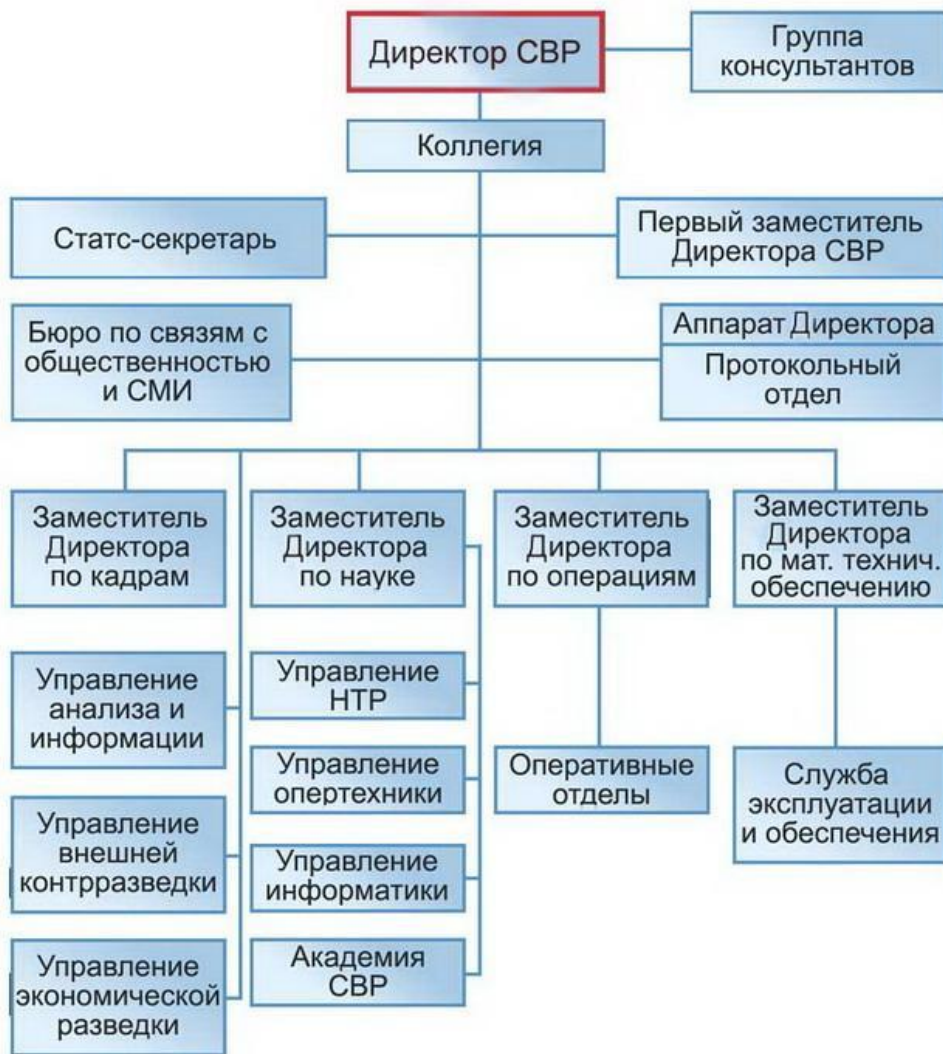 Директор СВР
Группа
консультантов
Коллегия
Статс-секретарь
Первый заместитель
Директора СВР
Бюро по связям с
общественностью
и СМИ
Аппарат Директора
Протокольный
отдел
Заместитель
Директора
по кадрам
Заместитель
Директора
по науке
Заместитель
Директора
по операциям
Заместитель
Директора
по мат. технич.
обеспечению
Управление
анализа и
информации
Управление
НТР
Управление
опертехники
Оперативные
отделы
Служба
эксплуатации
и обеспечения
Управление
внешней
контрразведки
Управление
информатики
Управление
экономической
разведки
Академия
СВР